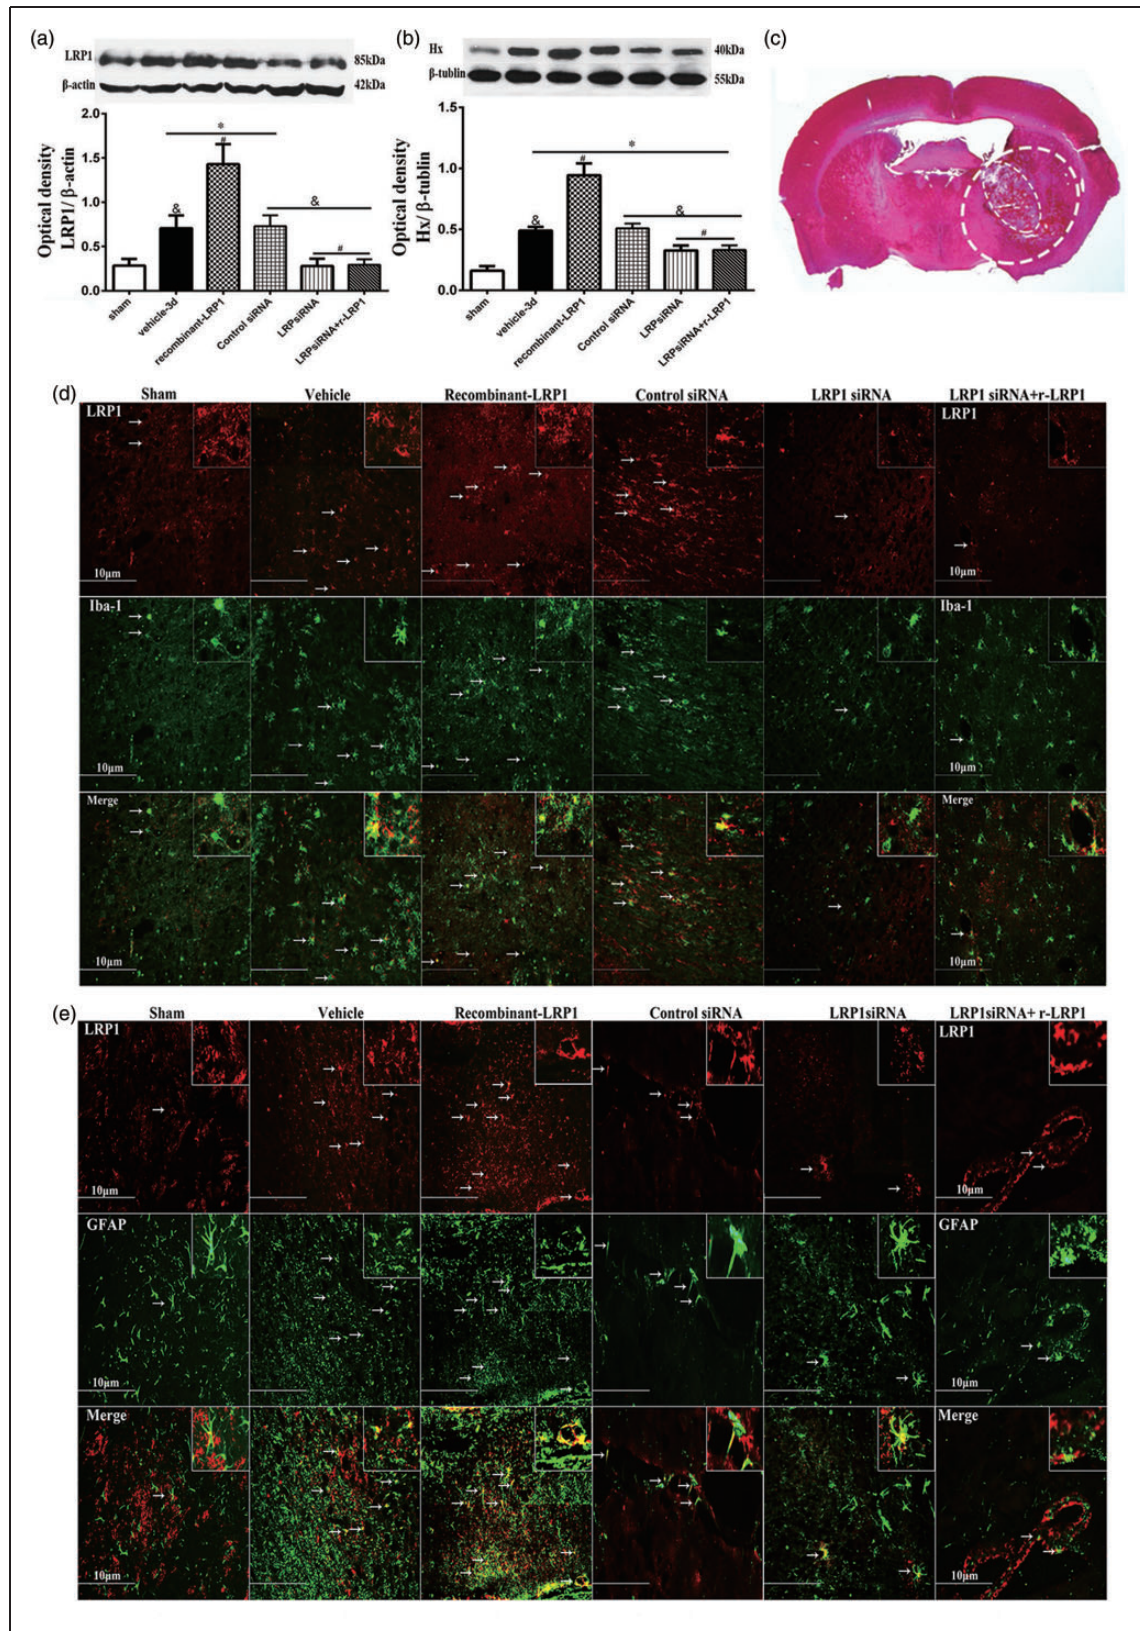 (a)
LRP1
85kDa
β-actin
42kDa
Optical density
LRP1/ β-actin
2.0
1.5
1.0
0.5
0.0
*
#
&
&
#
sham
vehicle-3d
recombinant-LRP1
Control siRNA
LRPsiRNA
LRPsiRNA+r-LRP1
(b)
Hx
40kDa
β-tublin
55kDa
Optical density
Hx/ β-tublin
1.5
1.0
0.5
0.0
*
#
&
&
#
sham
vehicle-3d
recombinant-LRP1
Control siRNA
LRPsiRNA
LRPsiRNA+r-LRP1
(c)
(d)
Sham Vehicle Recombinant-LRP1 Control siRNA LRP1 siRNA LRP1 siRNA+r-LRP1
LRP1 LRP1
10μm 10μm
Iba-1 Iba-1
10μm 10μm
Merge Merge
10μm 10μm
(e)
Sham Vehicle Recombinant-LRP1 Control siRNA LRP1siRNA LRP1siRNA+ r-LRP1
LRP1 LRP1
10μm 10μm
GFAP GFAP
10μm 10μm
Merge Merge
10μm 10μm